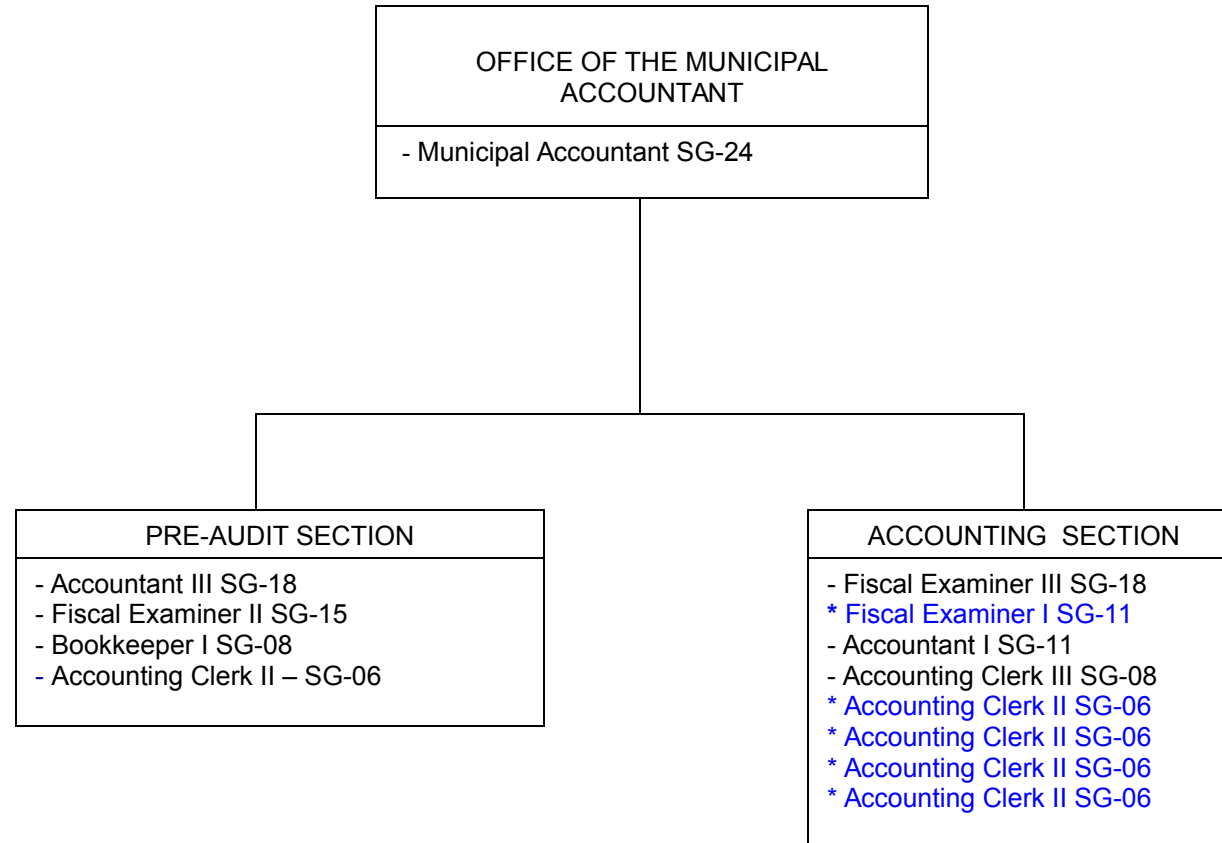 OFFICE OF THE MUNICIPAL
ACCOUNTANT
- Municipal Accountant SG-24
PRE-AUDIT SECTION
- Accountant III SG-18
- Fiscal Examiner II SG-15
- Bookkeeper I SG-08
- Accounting Clerk II – SG-06
ACCOUNTING SECTION
- Fiscal Examiner III SG-18
* Fiscal Examiner I SG-11
- Accountant I SG-11
- Accounting Clerk III SG-08
* Accounting Clerk II SG-06
* Accounting Clerk II SG-06
* Accounting Clerk II SG-06
* Accounting Clerk II SG-06